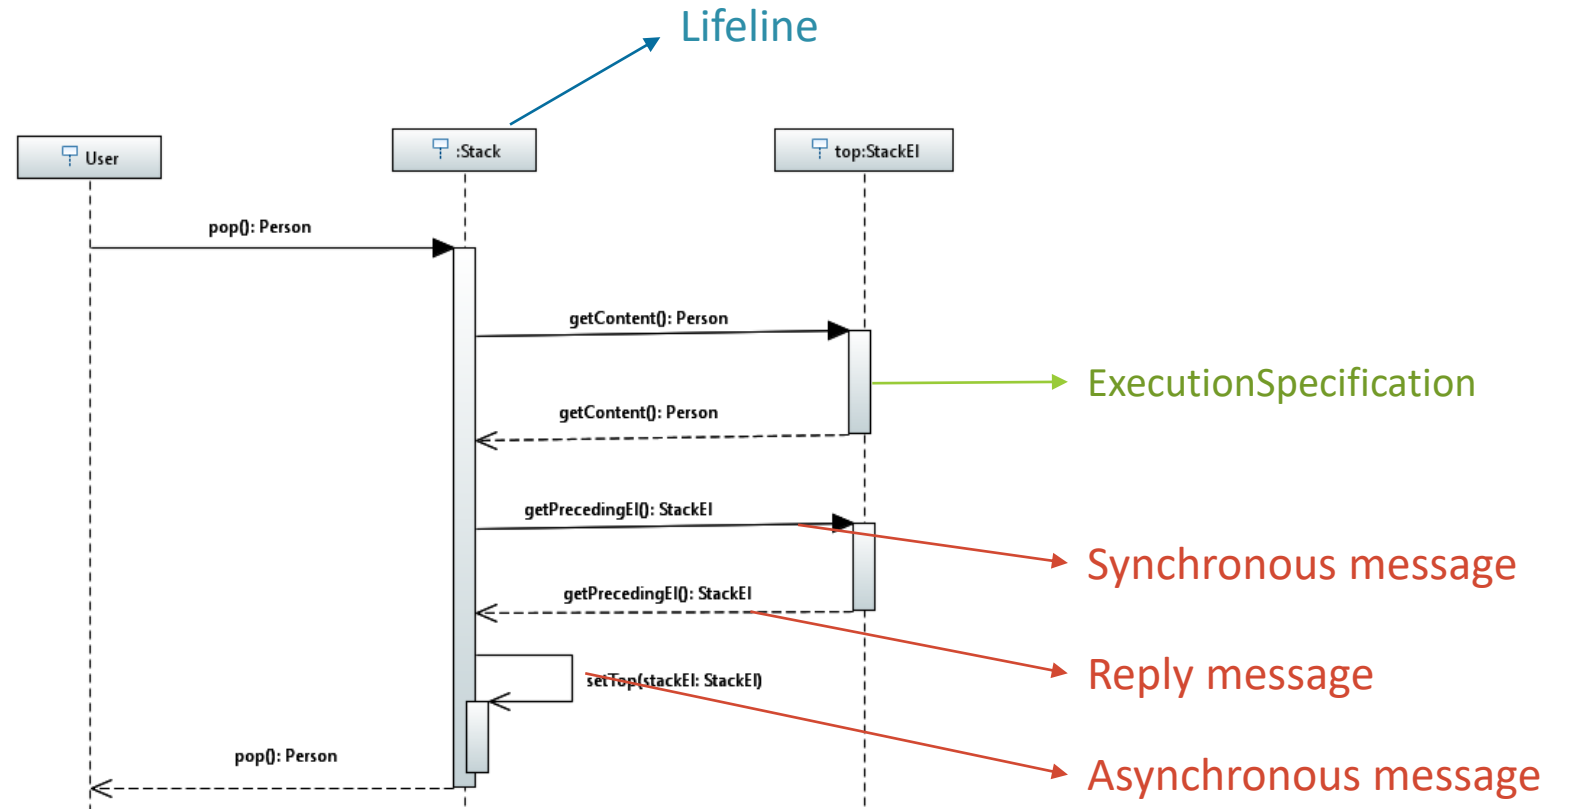 Lifeline
User
:Stack
top:StackEl
pop(): Person
getContent(): Person
ExecutionSpecification
getContent(): Person
getPrecedingEl(): StackEl
Synchronous message
getPrecedingEl(): StackEl
Reply message
setTop(stackEl: StackEl)
pop(): Person
Asynchronous message